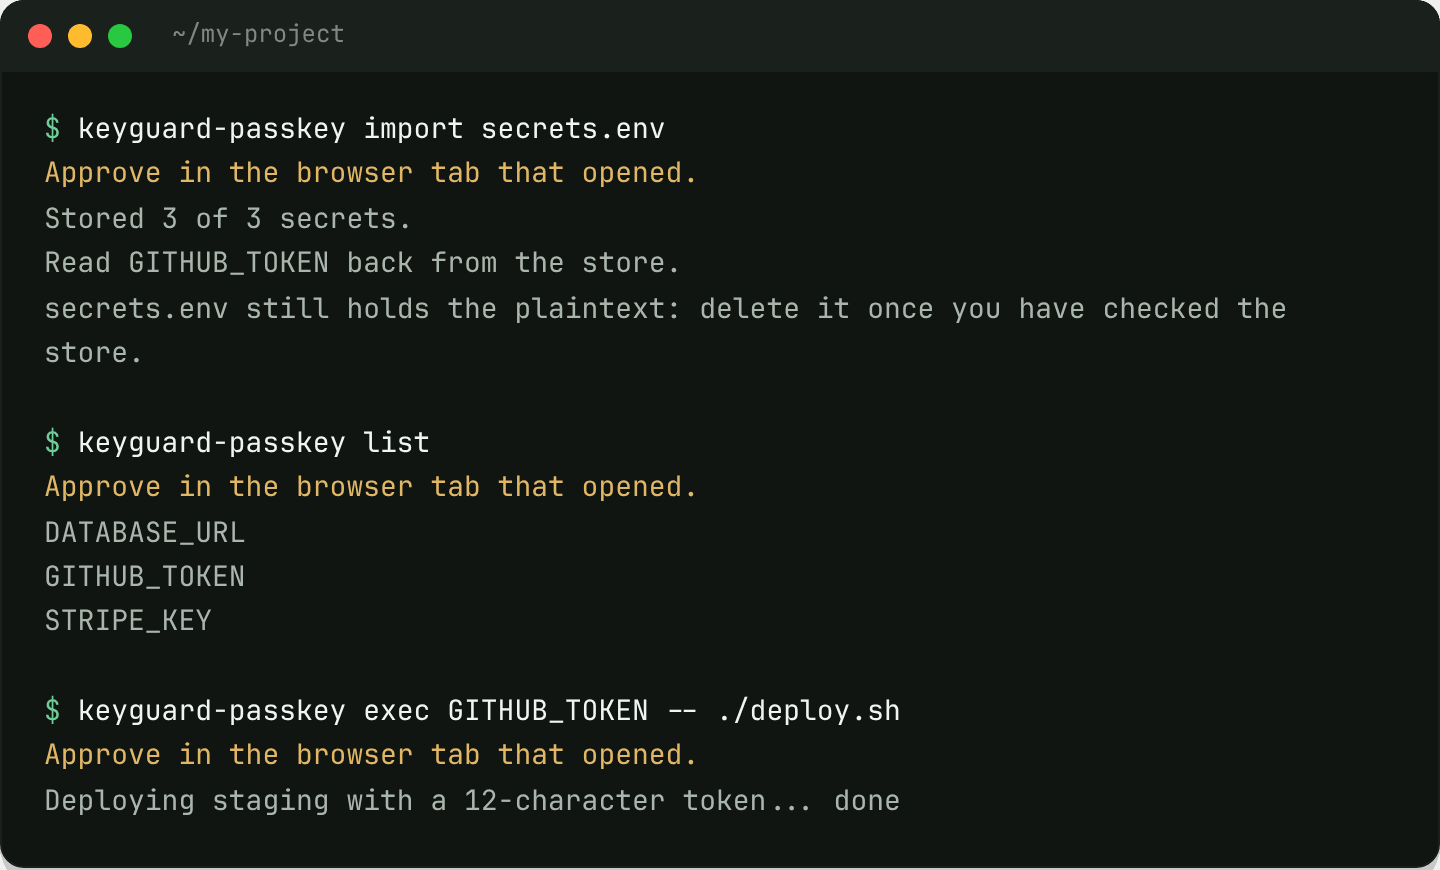 ~/my-project
$ keyguard-passkey import secrets.env
Approve in the browser tab that opened.
Stored 3 of 3 secrets.
Read GITHUB_TOKEN back from the store.
secrets.env still holds the plaintext: delete it once you have checked the
store.
$ keyguard-passkey list
Approve in the browser tab that opened.
DATABASE_URL
GITHUB_TOKEN
STRIPE_KEY
$ keyguard-passkey exec GITHUB_TOKEN -- ./deploy.sh
Approve in the browser tab that opened.
Deploying staging with a 12-character token... done